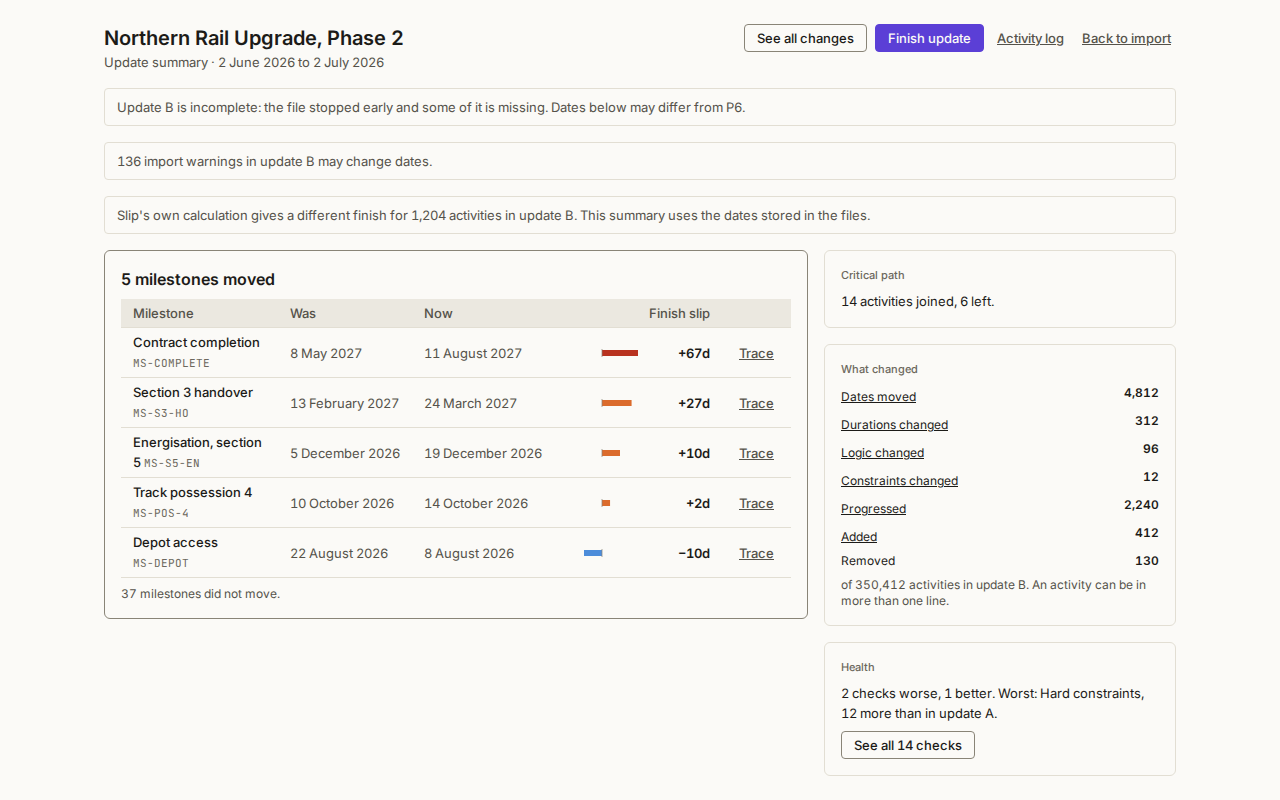 Northern Rail Upgrade, Phase 2
Update summary · 2 June 2026 to 2 July 2026
See all changes
Finish update
Activity log
Back to import
Update B is incomplete: the file stopped early and some of it is missing. Dates below may differ from P6.
136 import warnings in update B may change dates.
Slip's own calculation gives a different finish for 1,204 activities in update B. This summary uses the dates stored in the files.
5 milestones moved
Milestone Was Now Finish slip
Contract completion
MS-COMPLETE
8 May 2027 11 August 2027 +67d Trace
Section 3 handover
MS-S3-HO
13 February 2027 24 March 2027 +27d Trace
Energisation, section
5 MS-S5-EN
5 December 2026 19 December 2026 +10d Trace
Track possession 4
MS-POS-4
10 October 2026 14 October 2026 +2d Trace
Depot access
MS-DEPOT
22 August 2026 8 August 2026 −10d Trace
37 milestones did not move.
Critical path
14 activities joined, 6 left.
What changed
Dates moved 4,812
Durations changed 312
Logic changed 96
Constraints changed 12
Progressed 2,240
Added 412
Removed 130
of 350,412 activities in update B. An activity can be in
more than one line.
Health
2 checks worse, 1 better. Worst: Hard constraints,
12 more than in update A.
See all 14 checks